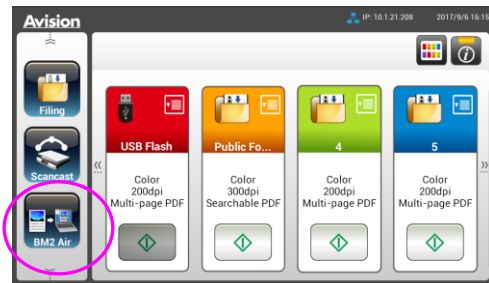 Avision
IP: 10.1.21.208 2017/9/6 16:15
Filing
Scancast
BM2 Air
USB Flash
Color
200dpi
Multi-page PDF
Public Fo...
Color
300dpi
Searchable PDF
4
Color
200dpi
Multi-page PDF
5
Color
200dpi
Multi-page PDF